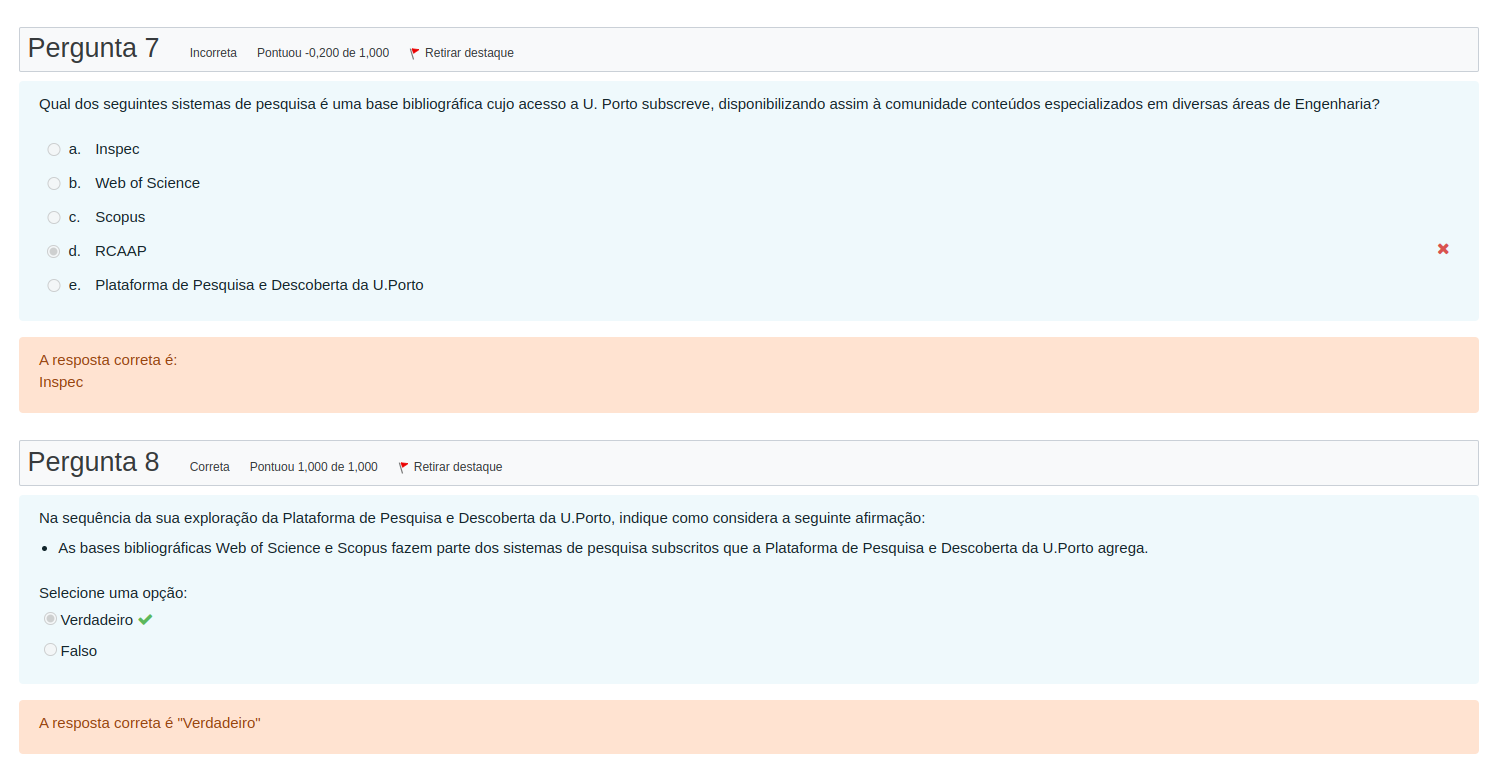 Pergunta 7 Incorreta Pontuou -0,200 de 1,000 Retirar destaque
Qual dos seguintes sistemas de pesquisa é uma base bibliográfica cujo acesso a U. Porto subscreve, disponibilizando assim à comunidade conteúdos especializados em diversas áreas de Engenharia?
a. Inspec
b. Web of Science
c. Scopus
d. RCAAP
e. Plataforma de Pesquisa e Descoberta da U.Porto
A resposta correta é:
Inspec
Pergunta 8 Correta Pontuou 1,000 de 1,000 Retirar destaque
Na sequência da sua exploração da Plataforma de Pesquisa e Descoberta da U.Porto, indique como considera a seguinte afirmação:
• As bases bibliográficas Web of Science e Scopus fazem parte dos sistemas de pesquisa subscritos que a Plataforma de Pesquisa e Descoberta da U.Porto agrega.
Selecione uma opção:
Verdadeiro
Falso
A resposta correta é "Verdadeiro"